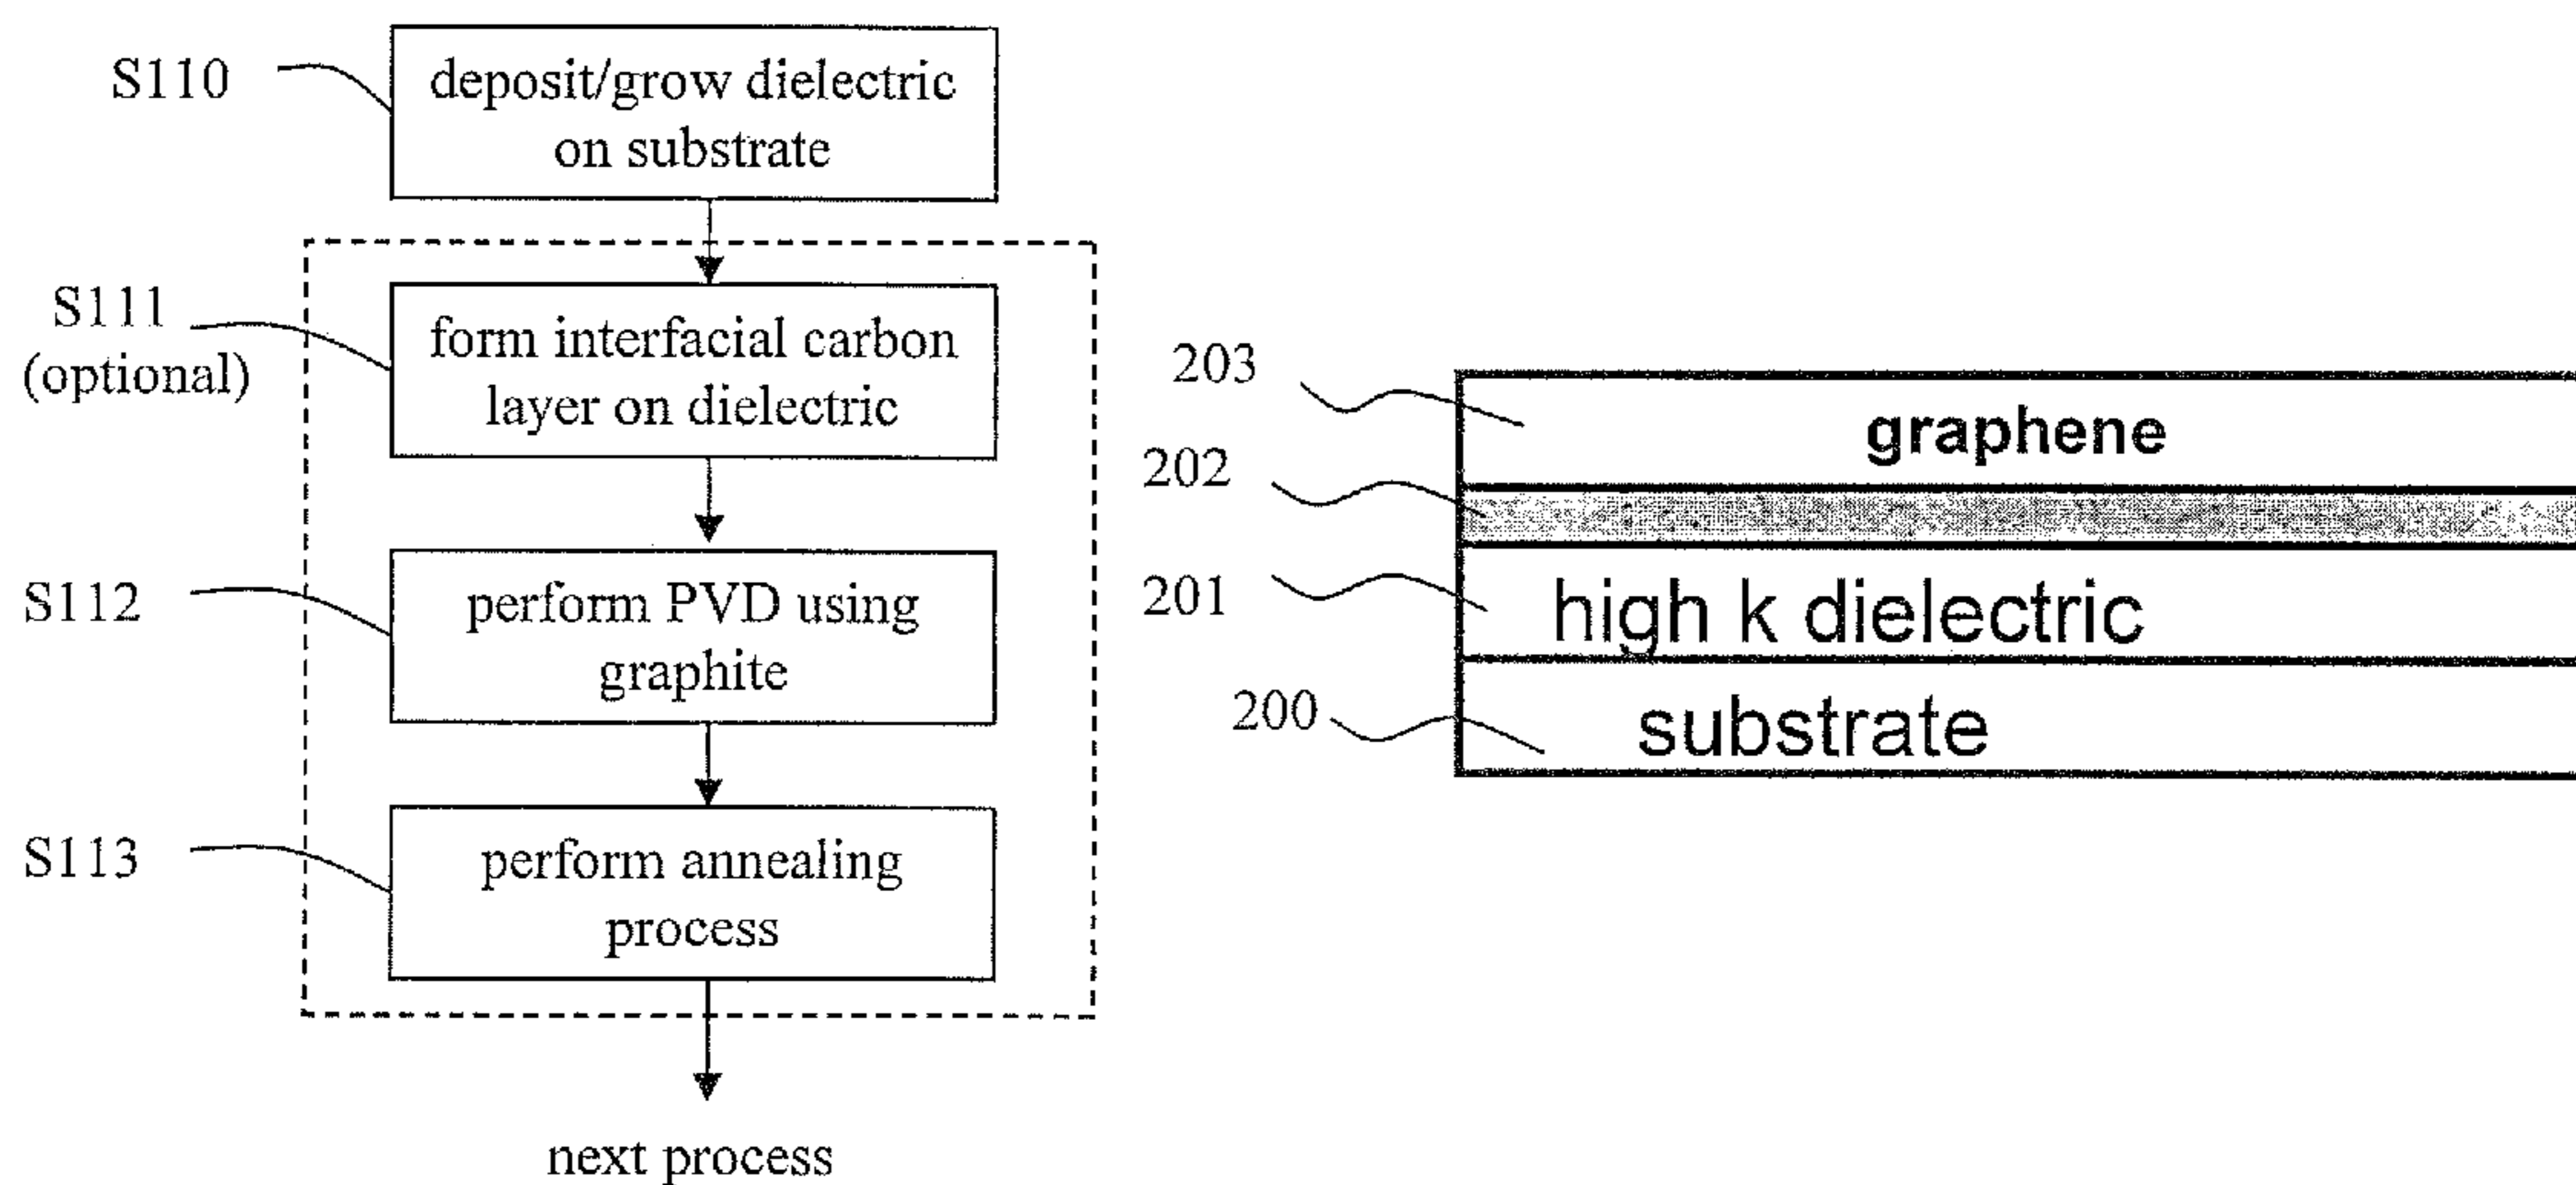 S110
deposit/grow dielectric
on substrate
S111
(optional)
form interfacial carbon
layer on dielectric
S112
perform PVD using
graphite
S113
perform annealing
process
next process
203
graphene
202
201
high k dielectric
200
substrate